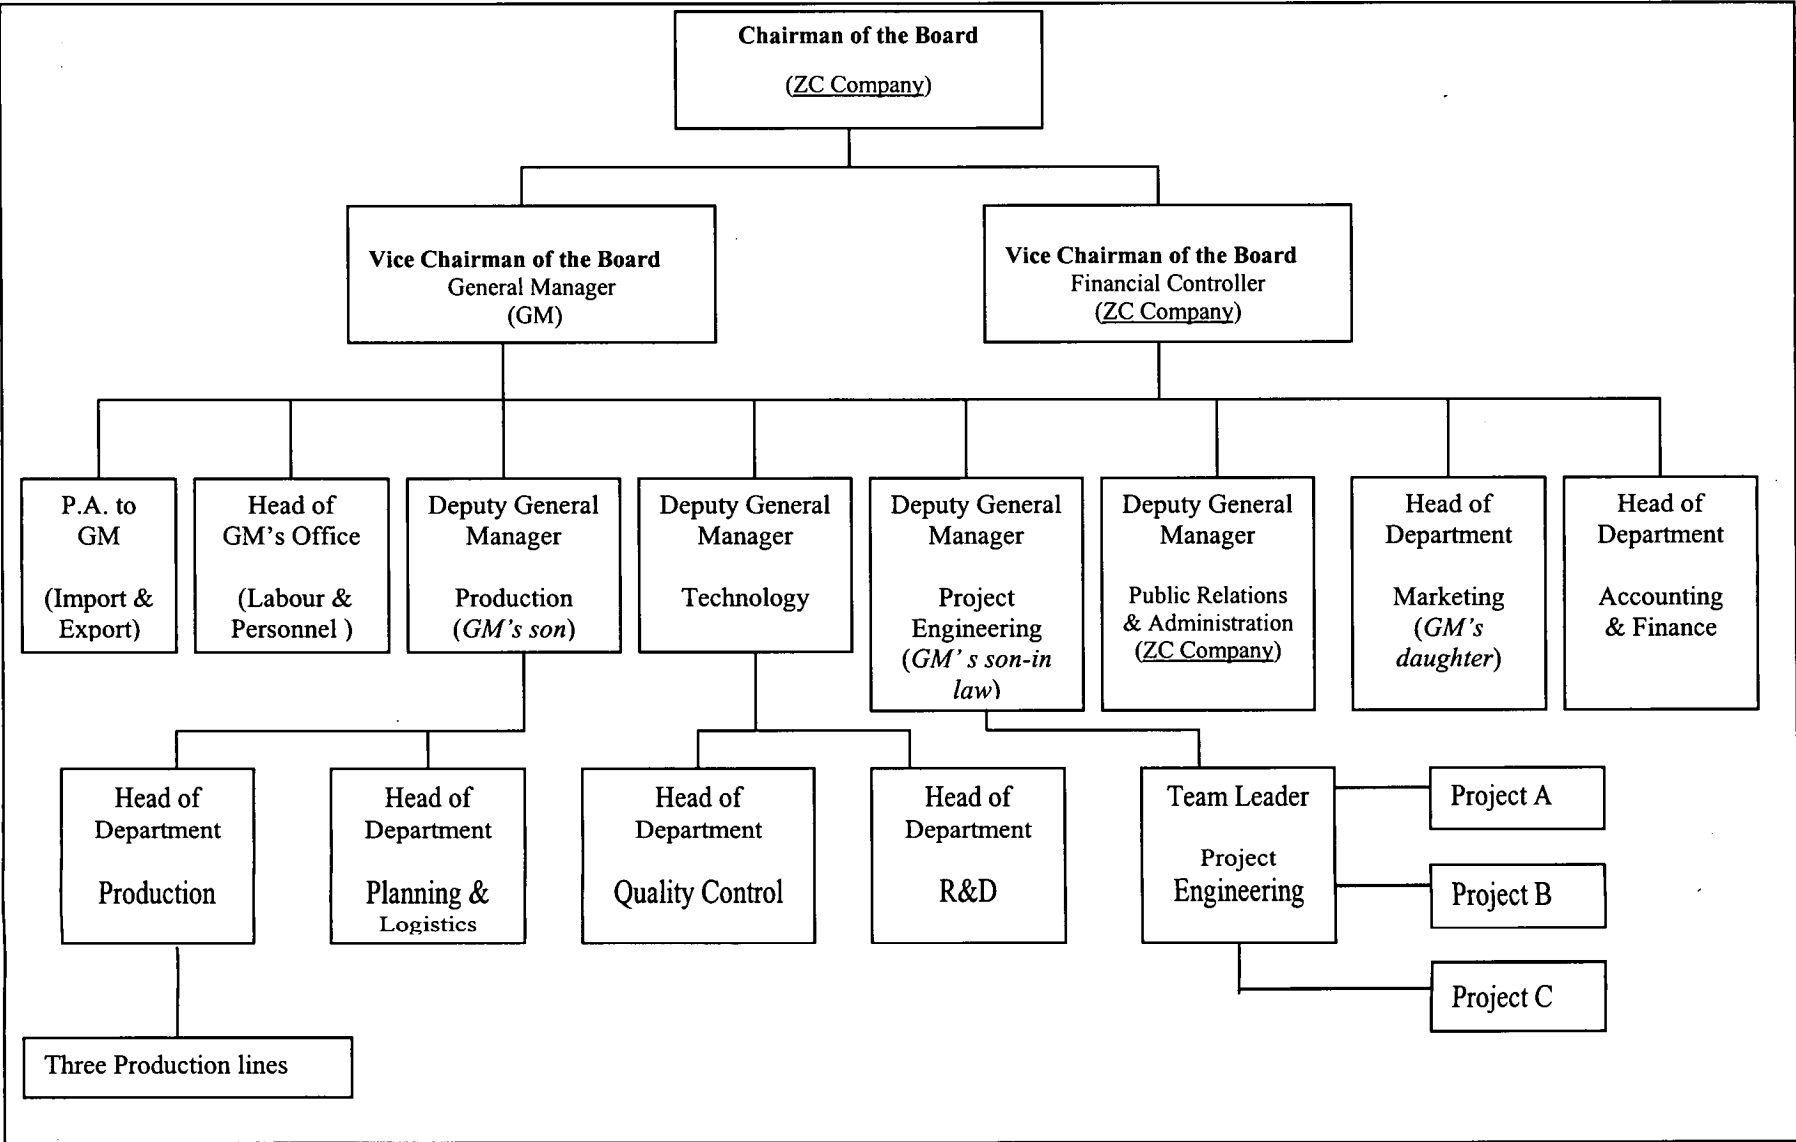 Chairman of the Board
(ZC Company)
Vice Chairman of the Board
General Manager
(GM)
Vice Chairman of the Board
Financial Controller
(ZC Company)
P.A. to
GM
(Import &
Export)
Head of
GM's Office
(Labour &
Personnel )
Deputy General
Manager
Production
(GM's son)
Deputy General
Manager
Technology
Deputy General
Manager
Project
Engineering
(GM' s son-in
law)
Deputy General
Manager
Public Relations
& Administration
(ZC Company)
Head of
Department
Marketing
(GM's
daughter)
Head of
Department
Accounting
& Finance
Head of
Department
Production
Head of
Department
Planning &
Logistics
Head of
Department
Quality Control
Head of
Department
R&D
Team Leader
Project
Engineering
Project A
Project B
Project C
Three Production lines